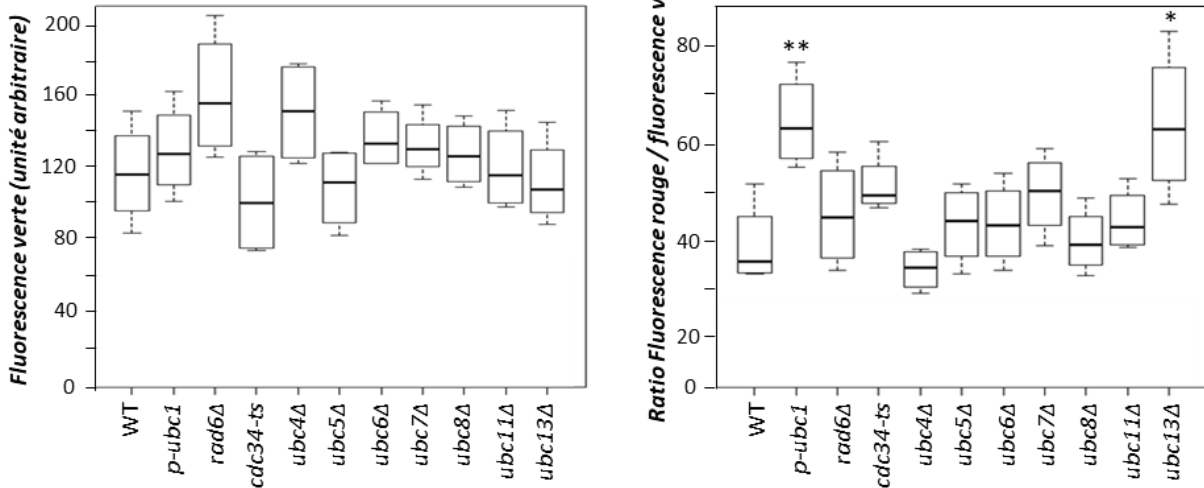 Fluorescence verte (unité arbitraire)
200
160
120
80
40
0
WT
p-ubc1
rad6Δ
cdc34-ts
ubc4Δ
ubc5Δ
ubc6Δ
ubc7Δ
ubc8Δ
ubc11Δ
ubc13Δ
Ratio Fluorescence rouge / fluorescence
80
60
40
20
0
**
*
WT
p-ubc1
rad6Δ
cdc34-ts
ubc4Δ
ubc5Δ
ubc6Δ
ubc7Δ
ubc8Δ
ubc11Δ
ubc13Δ